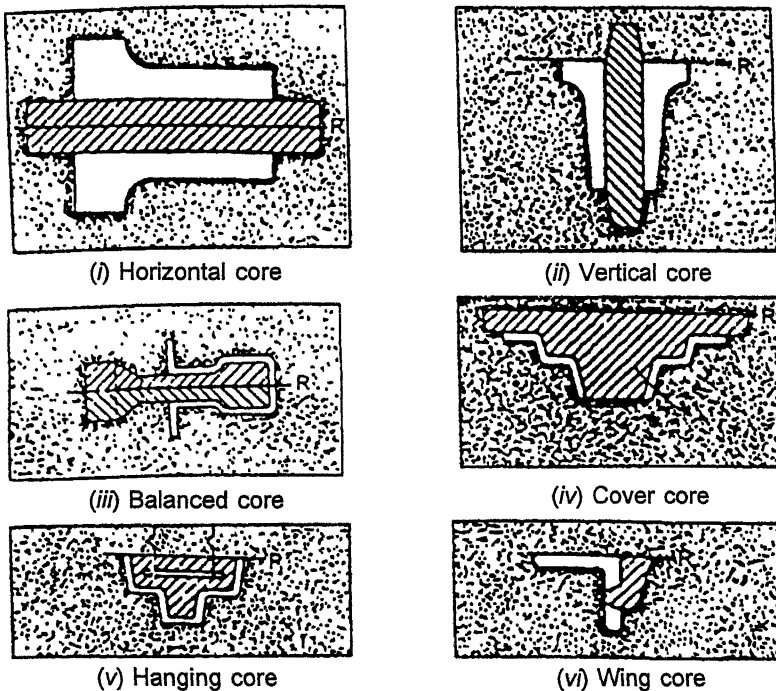 R
R
(i) Horizontal core
(ii) Vertical core
R
R
(iii) Balanced core
(iv) Cover core
R
R
(v) Hanging core
(vi) Wing core